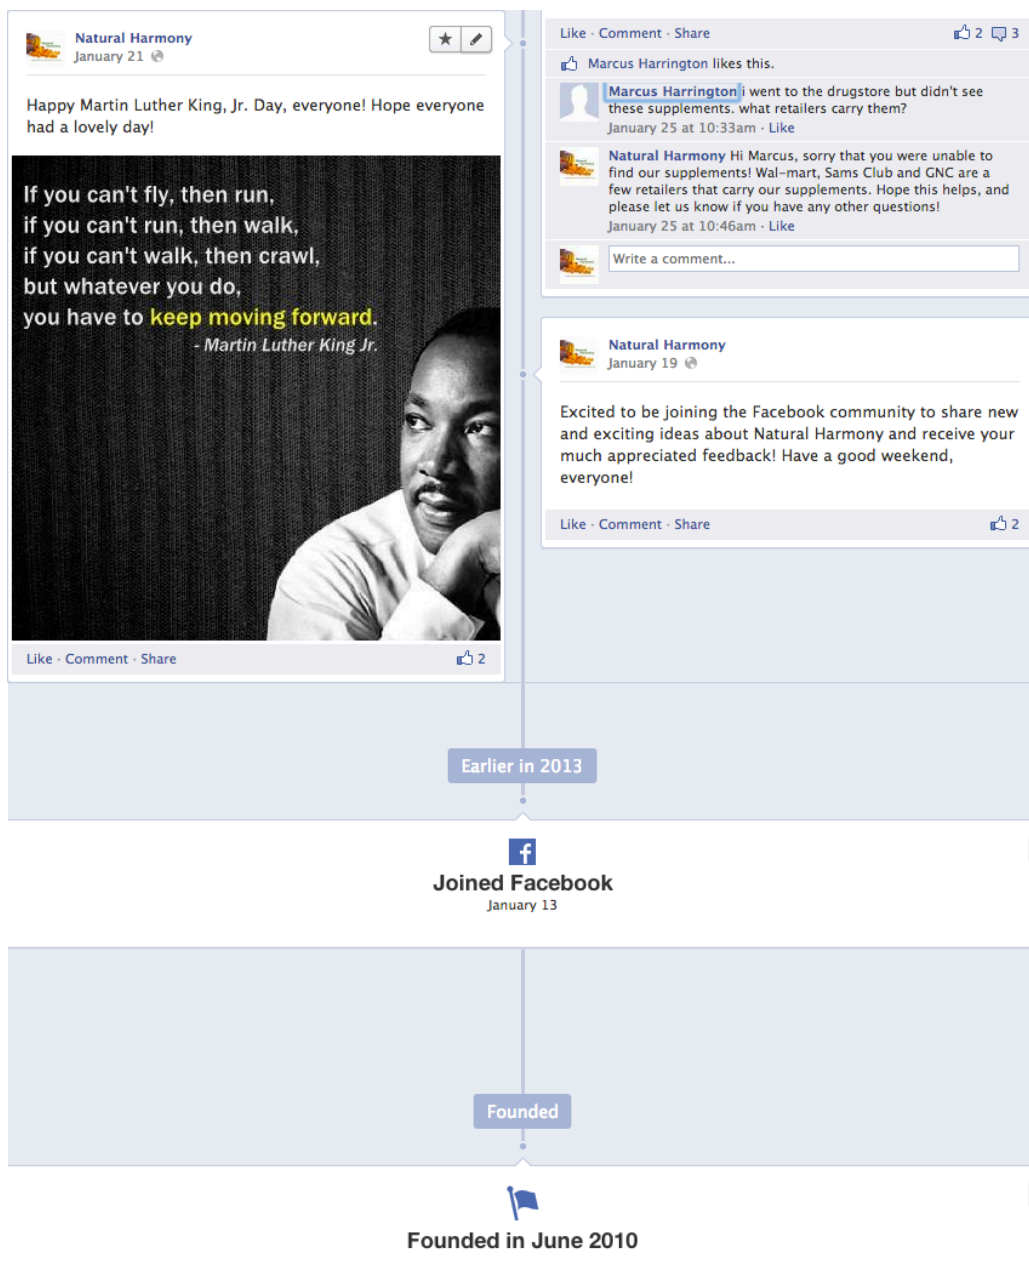 Natural Harmony
January 21
Happy Martin Luther King, Jr. Day, everyone! Hope everyone
had a lovely day!
If you can't fly, then run,
if you can't run, then walk,
if you can't walk, then crawl,
but whatever you do,
you have to keep moving forward.
- Martin Luther King Jr.
Like · Comment · Share
2
Like · Comment · Share
2 3
Marcus Harrington likes this.
Marcus Harrington i went to the drugstore but didn't see
these supplements. what retailers carry them?
January 25 at 10:33am · Like
Natural Harmony Hi Marcus, sorry that you were unable to
find our supplements! Wal-mart, Sams Club and GNC are a
few retailers that carry our supplements. Hope this helps, and
please let us know if you have any other questions!
January 25 at 10:46am · Like
Write a comment...
Natural Harmony
January 19
Excited to be joining the Facebook community to share new
and exciting ideas about Natural Harmony and receive your
much appreciated feedback! Have a good weekend,
everyone!
Like · Comment · Share
2
Earlier in 2013
Joined Facebook
January 13
Founded
Founded in June 2010